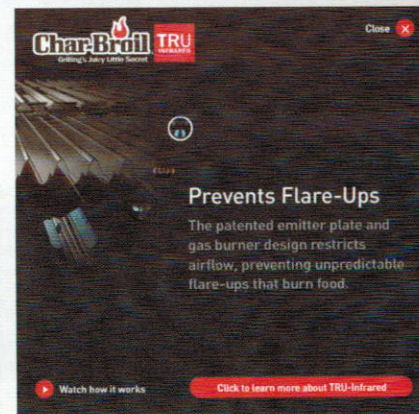 Char-Broil
Grilling's Juicy Little Secret
TRU
INFRARED
Close
Prevents Flare-Ups
The patented emitter plate and
gas burner design restricts
airflow, preventing unpredictable
flare-ups that burn food.
Watch how it works
Click to learn more about TRU-Infrared